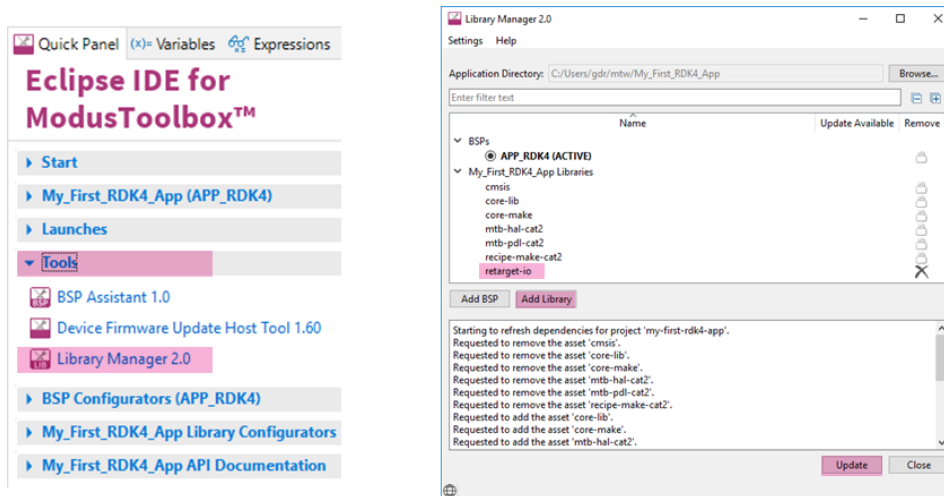 Quick Panel (x)= Variables Expressions
Eclipse IDE for
ModusToolbox™
Start
My_First_RDK4_App (APP_RDK4)
Launches
Tools
BSP Assistant 1.0
Device Firmware Update Host Tool 1.60
Library Manager 2.0
BSP Configurators (APP_RDK4)
My_First_RDK4_App Library Configurators
My_First_RDK4_App API Documentation
Library Manager 2.0
Settings Help
Application Directory: C:/Users/gdr/mtw/My_First_RDK4_App Browse...
Enter filter text
Name Update Available Remove
BSPs
APP_RDK4 (ACTIVE)
My_First_RDK4_App Libraries
cmsis
core-lib
core-make
mtb-hal-cat2
mtb-pdl-cat2
recipe-make-cat2
retarget-io
Add BSP Add Library
Starting to refresh dependencies for project 'my-first-rdk4-app'.
Requested to remove the asset 'cmsis'.
Requested to remove the asset 'core-lib'.
Requested to remove the asset 'core-make'.
Requested to remove the asset 'mtb-hal-cat2'.
Requested to remove the asset 'mtb-pdl-cat2'.
Requested to remove the asset 'recipe-make-cat2'.
Requested to add the asset 'core-lib'.
Requested to add the asset 'core-make'.
Requested to add the asset 'mtb-hal-cat2'.
Update Close